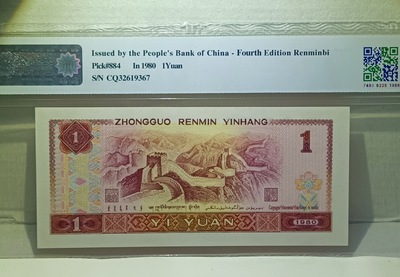 Issued by the People's Bank of China - Fourth Edition Renminbi
Pick#884 In 1980 1Yuan
S/N CQ32619367
ZHONGGUO RENMIN YINHANG
1 1
1 YI YUAN 1980